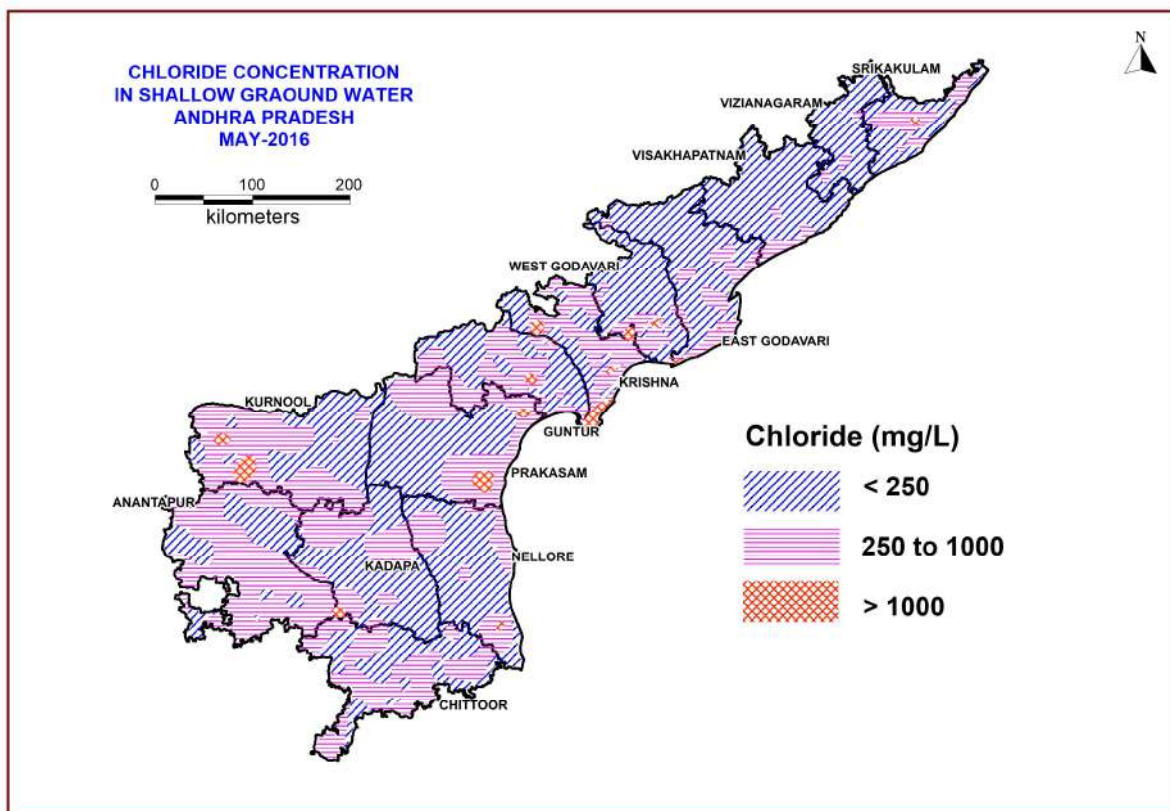 CHLORIDE CONCENTRATION
IN SHALLOW GRAOUND WATER
ANDHRA PRADESH
MAY-2016
0 100 200
kilometers
N
SRIKAKULAM
VIZIANAGARAM
VISAKHAPATNAM
WEST GODAVARI
EAST GODAVARI
KRISHNA
KURNOOL
GUNTUR
PRAKASAM
ANANTAPUR
NELLORE
KADAPA
CHITTOOR
Chloride (mg/L)
< 250
250 to 1000
> 1000